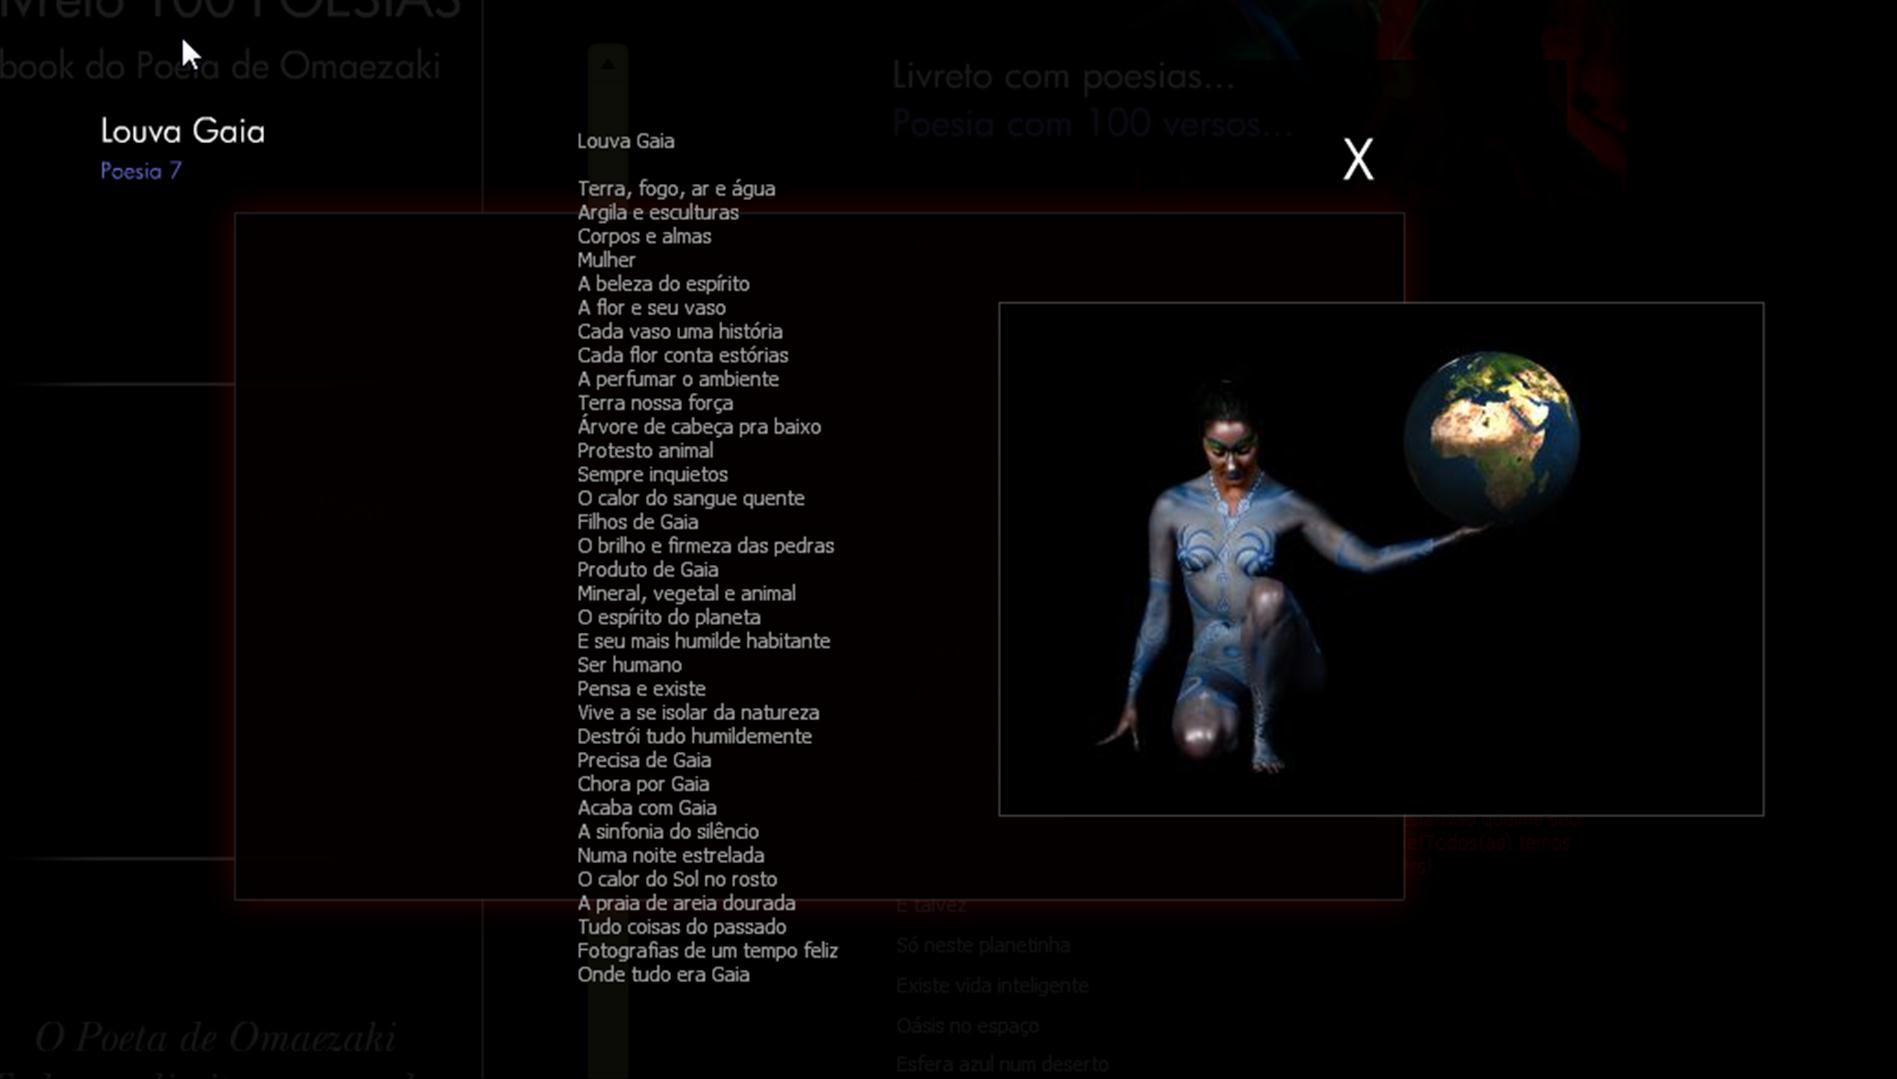 100 POESIAS
book do Poeta de Omaezaki
Louva Gaia
Poesia 7
Livreto com poesias...
Poesia com 100 versos...
X
Louva Gaia
Terra, fogo, ar e água
Argila e esculturas
Corpos e almas
Mulher
A beleza do espírito
A flor e seu vaso
Cada vaso uma história
Cada flor conta estórias
A perfumar o ambiente
Terra nossa força
Árvore de cabeça pra baixo
Protesto animal
Sempre inquietos
O calor do sangue quente
Filhos de Gaia
O brilho e firmeza das pedras
Produto de Gaia
Mineral, vegetal e animal
O espírito do planeta
E seu mais humilde habitante
Ser humano
Pensa e existe
Vive a se isolar da natureza
Destrói tudo humildemente
Precisa de Gaia
Chora por Gaia
Acaba com Gaia
A sinfonia do silêncio
Numa noite estrelada
O calor do Sol no rosto
A praia de areia dourada
Tudo coisas do passado
Fotografias de um tempo feliz
Onde tudo era Gaia
temos
E talvez
Só neste planetinha
Existe vida inteligente
Oásis no espaço
Esfera azul num deserto
O Poeta de Omaezaki